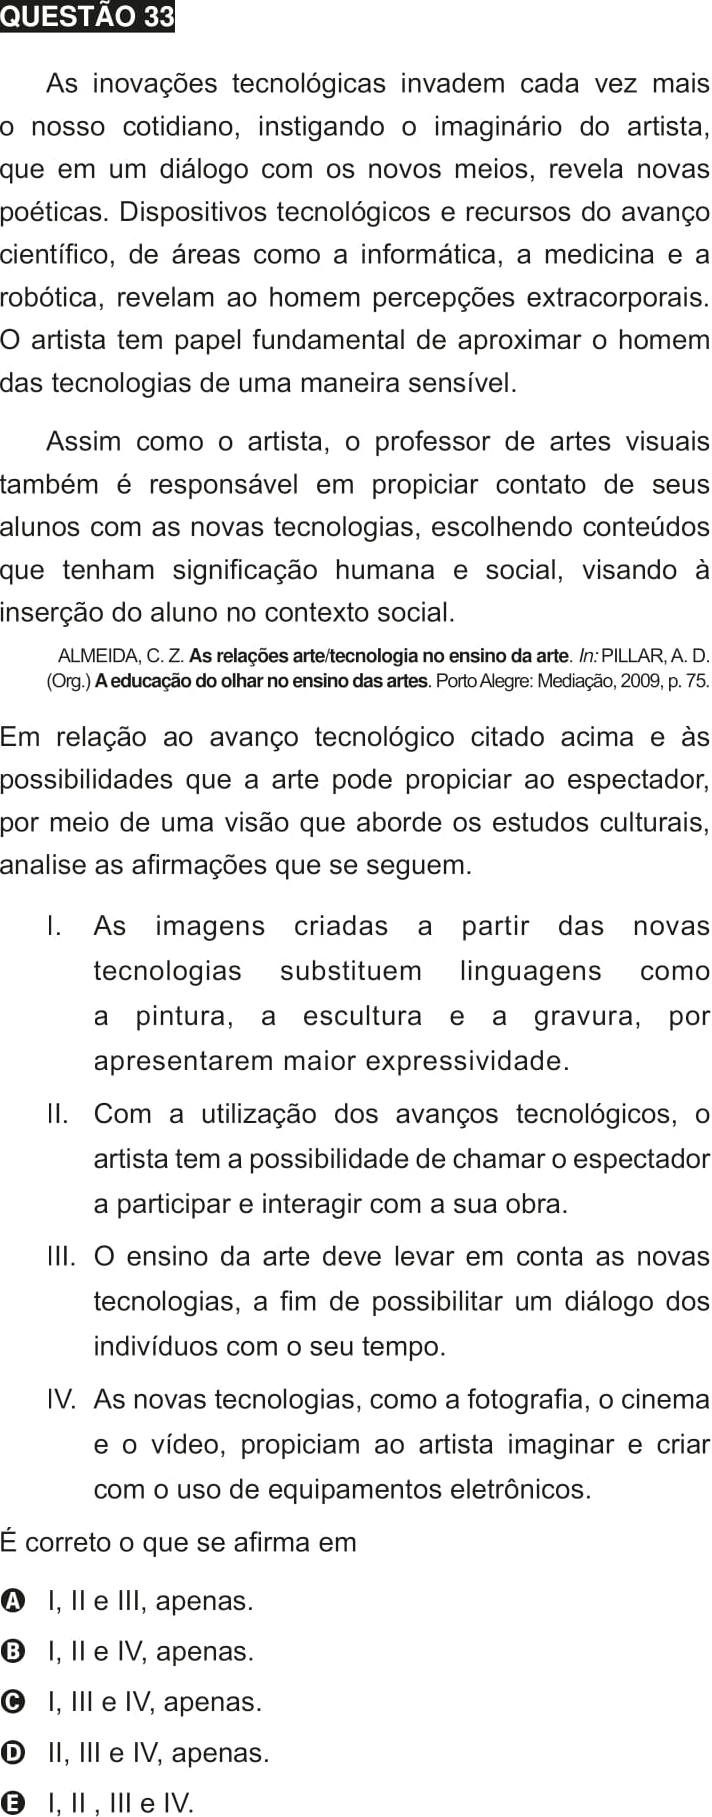 QUESTÃO 33
As inovações tecnológicas invadem cada vez mais
o nosso cotidiano, instigando o imaginário do artista,
que em um diálogo com os novos meios, revela novas
poéticas. Dispositivos tecnológicos e recursos do avanço
científico, de áreas como a informática, a medicina e a
robótica, revelam ao homem percepções extracorporais.
O artista tem papel fundamental de aproximar o homem
das tecnologias de uma maneira sensível.
Assim como o artista, o professor de artes visuais
também é responsável em propiciar contato de seus
alunos com as novas tecnologias, escolhendo conteúdos
que tenham significação humana e social, visando à
inserção do aluno no contexto social.
ALMEIDA, C. Z. As relações arte/tecnologia no ensino da arte. In: PILLAR, A. D.
(Org.) A educação do olhar no ensino das artes. Porto Alegre: Mediação, 2009, p. 75.
Em relação ao avanço tecnológico citado acima e às
possibilidades que a arte pode propiciar ao espectador,
por meio de uma visão que aborde os estudos culturais,
analise as afirmações que se seguem.
I. As imagens criadas a partir das novas
tecnologias substituem linguagens como
a pintura, a escultura e a gravura, por
apresentarem maior expressividade.
II. Com a utilização dos avanços tecnológicos, o
artista tem a possibilidade de chamar o espectador
a participar e interagir com a sua obra.
III. O ensino da arte deve levar em conta as novas
tecnologias, a fim de possibilitar um diálogo dos
indivíduos com o seu tempo.
IV. As novas tecnologias, como a fotografia, o cinema
e o vídeo, propiciam ao artista imaginar e criar
com o uso de equipamentos eletrônicos.
É correto o que se afirma em
A I, II e III, apenas.
B I, II e IV, apenas.
C I, III e IV, apenas.
D II, III e IV, apenas.
E I, II , III e IV.